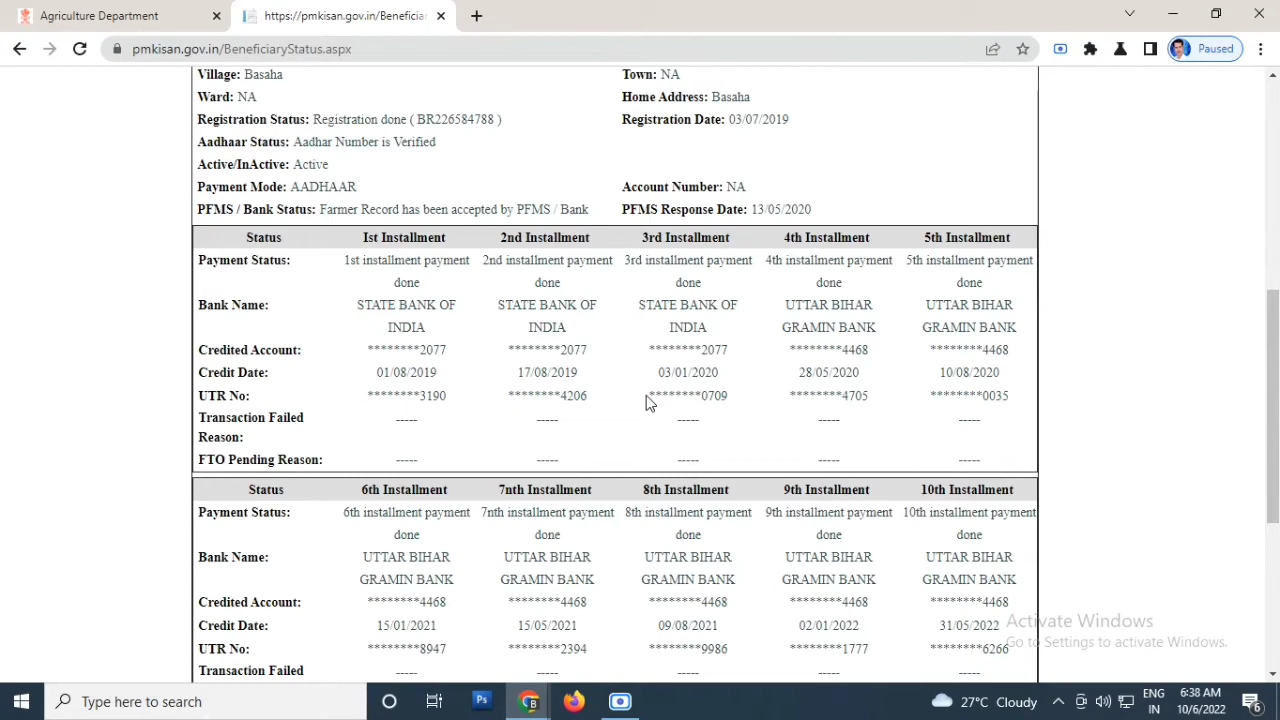 Agriculture Department
https://pmkisan.gov.in/Beneficiar
pmkisan.gov.in/BeneficiaryStatus.aspx
Paused
Village: Basaha Town: NA
Ward: NA Home Address: Basaha
Registration Status: Registration done ( BR226584788 ) Registration Date: 03/07/2019
Aadhaar Status: Aadhar Number is Verified
Active/InActive: Active
Payment Mode: AADHAAR Account Number: NA
PFMS / Bank Status: Farmer Record has been accepted by PFMS / Bank PFMS Response Date: 13/05/2020
Status Ist Installment 2nd Installment 3rd Installment 4th Installment 5th Installment
Payment Status: 1st installment payment 2nd installment payment 3rd installment payment 4th installment payment 5th installment payment
done done done done done
Bank Name: STATE BANK OF STATE BANK OF STATE BANK OF UTTAR BIHAR UTTAR BIHAR
INDIA INDIA INDIA GRAMIN BANK GRAMIN BANK
Credited Account: ********2077 ********2077 ********2077 ********4468 ********4468
Credit Date: 01/08/2019 17/08/2019 03/01/2020 28/05/2020 10/08/2020
UTR No: ********3190 ********4206 ********0709 ********4705 ********0035
Transaction Failed ----- ----- ----- ----- -----
Reason:
FTO Pending Reason: ----- ----- ----- ----- -----
Status 6th Installment 7nth Installment 8th Installment 9th Installment 10th Installment
Payment Status: 6th installment payment 7nth installment payment 8th installment payment 9th installment payment 10th installment payment
done done done done done
Bank Name: UTTAR BIHAR UTTAR BIHAR UTTAR BIHAR UTTAR BIHAR UTTAR BIHAR
GRAMIN BANK GRAMIN BANK GRAMIN BANK GRAMIN BANK GRAMIN BANK
Credited Account: ********4468 ********4468 ********4468 ********4468 ********4468
Credit Date: 15/01/2021 15/05/2021 09/08/2021 02/01/2022 31/05/2022
UTR No: ********8947 ********2394 ********9986 ********1777 ********6266
Transaction Failed ----- ----- ----- ----- -----
Activate Windows
Go to Settings to activate Windows.
Type here to search
Ps
B
27°C Cloudy
ENG
IN
6:38 AM
10/6/2022
6